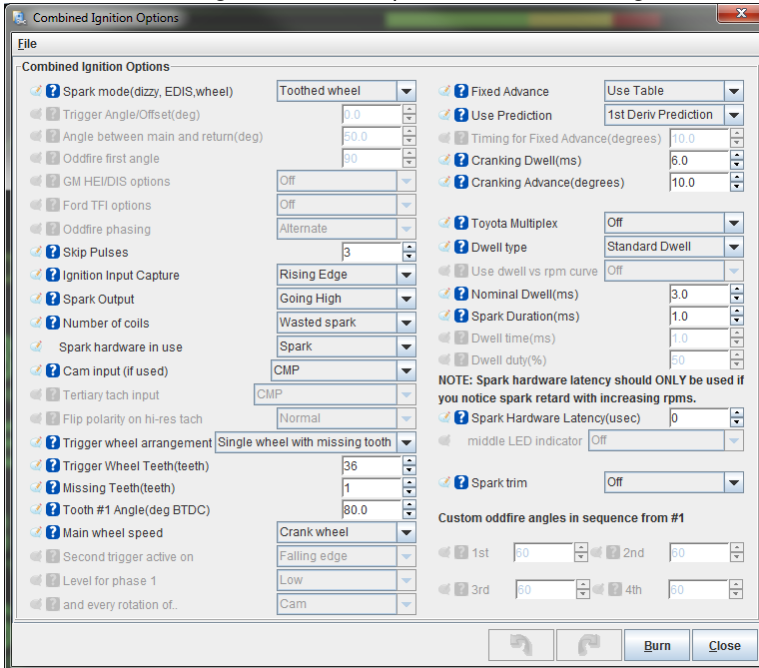 Combined Ignition Options
File
Combined Ignition Options
Spark mode(dizzy, EDIS,wheel) Toothed wheel
Trigger Angle/Offset(deg) 0.0
Angle between main and return(deg) 50.0
Oddfire first angle 90
GM HEI/DIS options Off
Ford TFI options Off
Oddfire phasing Alternate
Skip Pulses 3
Ignition Input Capture Rising Edge
Spark Output Going High
Number of coils Wasted spark
Spark hardware in use Spark
Cam input (if used) CMP
Tertiary tach input CMP
Flip polarity on hi-res tach Normal
Trigger wheel arrangement Single wheel with missing tooth
Trigger Wheel Teeth(teeth) 36
Missing Teeth(teeth) 1
Tooth #1 Angle(deg BTDC) 80.0
Main wheel speed Crank wheel
Second trigger active on Falling edge
Level for phase 1 Low
and every rotation of.. Cam
Fixed Advance Use Table
Use Prediction 1st Deriv Prediction
Timing for Fixed Advance(degrees) 10.0
Cranking Dwell(ms) 6.0
Cranking Advance(degrees) 10.0
Toyota Multiplex Off
Dwell type Standard Dwell
Use dwell vs rpm curve Off
Nominal Dwell(ms) 3.0
Spark Duration(ms) 1.0
Dwell time(ms) 1.0
Dwell duty(%) 50
NOTE: Spark hardware latency should ONLY be used if
you notice spark retard with increasing rpms.
Spark Hardware Latency(usec) 0
middle LED indicator Off
Spark trim Off
Custom oddfire angles in sequence from #1
1st 60 2nd 60
3rd 60 4th 60
Burn Close